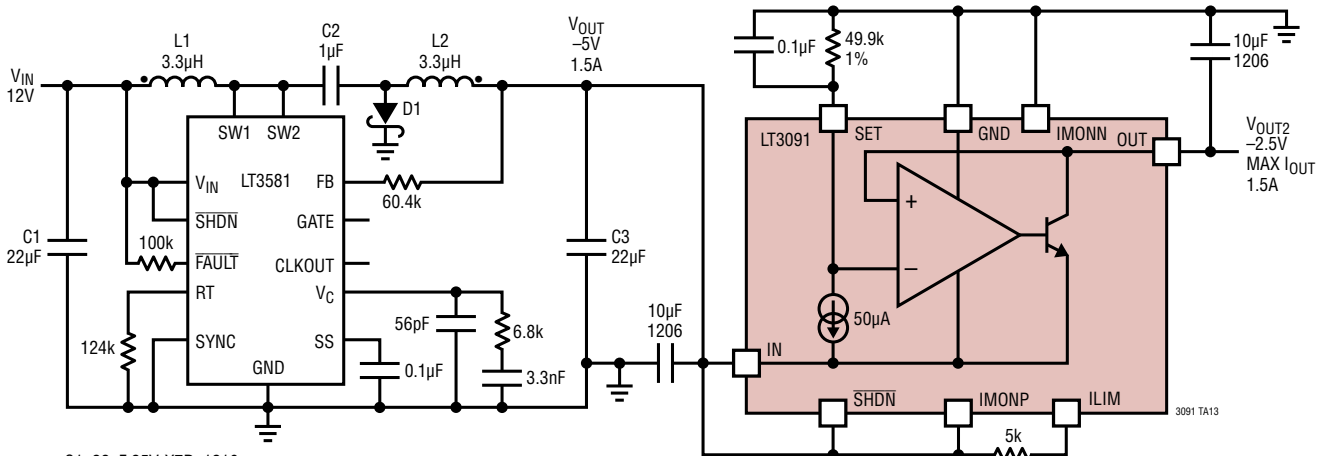 VIN
12V
L1
3.3µH
C2
1µF
L2
3.3µH
VOUT
–5V
1.5A
D1
SW1 SW2
VIN
LT3581
FB
60.4k
SHDN
GATE
C1
22µF
100k
FAULT
CLKOUT
C3
22µF
RT
VC
124k
SYNC
SS
56pF
6.8k
GND
0.1µF
3.3nF
10µF
1206
0.1µF
49.9k
1%
10µF
1206
LT3091
SET
GND
IMONN
OUT
VOUT2
–2.5V
MAX IOUT
1.5A
+
–
50µA
IN
SHDN
IMONP
ILIM
3091 TA13
5k